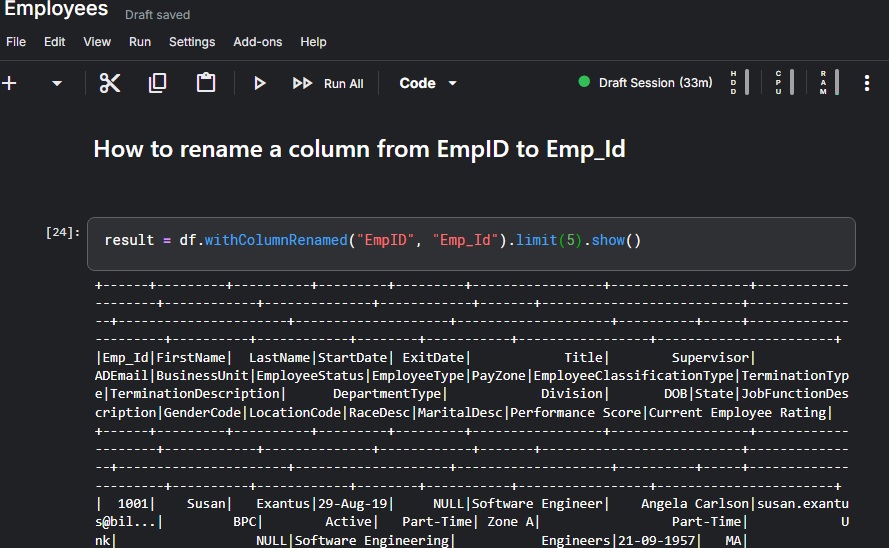 Employees Draft saved
File Edit View Run Settings Add-ons Help
Run All Code Draft Session (33m) HDD CPU RAM
How to rename a column from EmpID to Emp_Id
[24]: result = df.withColumnRenamed("EmpID", "Emp_Id").limit(5).show()
+------+---------+----------+---------+---------+-----------------+-----------------+------------
--------+------------+--------------+-----------+-------+--------------------------+-------------
--+----------------------+--------------------+--------------------+----------+-----+------------
---------+----------+------------+--------+--------------+-----------------+-----------------------+
|Emp_Id|FirstName| LastName|StartDate| ExitDate| Title| Supervisor|
ADEmail|BusinessUnit|EmployeeStatus|EmployeeType|PayZone|EmployeeClassificationType|TerminationTyp
e|TerminationDescription| DepartmentType| Division| DOB|State|JobFunctionDes
cription|GenderCode|LocationCode|RaceDesc|MaritalDesc|Performance Score|Current Employee Rating|
+------+---------+----------+---------+---------+-----------------+-----------------+------------
--------+------------+--------------+-----------+-------+--------------------------+-------------
--+----------------------+--------------------+--------------------+----------+-----+------------
---------+----------+------------+--------+--------------+-----------------+-----------------------+
| 1001| Susan| Exantus|29-Aug-19| NULL|Software Engineer| Angela Carlson|susan.exantu
s@bil...| BPC| Active| Part-Time| Zone A| Part-Time| U
nk| NULL|Software Engineering| Engineers|21-09-1957| MA|